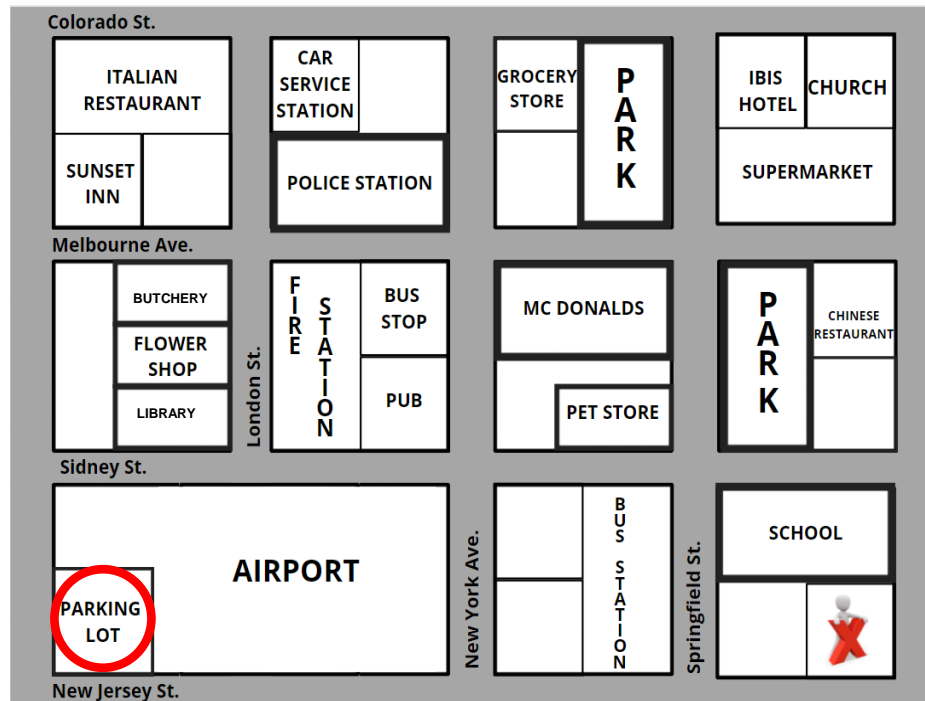 Colorado St.
ITALIAN
RESTAURANT
CAR
SERVICE
STATION
GROCERY
STORE
PARK
IBIS
HOTEL
CHURCH
SUNSET
INN
POLICE STATION
SUPERMARKET
Melbourne Ave.
BUTCHERY
FLOWER
SHOP
LIBRARY
London St.
FIRE
STATION
BUS
STOP
PUB
MC DONALDS
PET STORE
PARK
CHINESE
RESTAURANT
Sidney St.
AIRPORT
PARKING
LOT
New York Ave.
BUS STATION
Springfield St.
SCHOOL
X
New Jersey St.